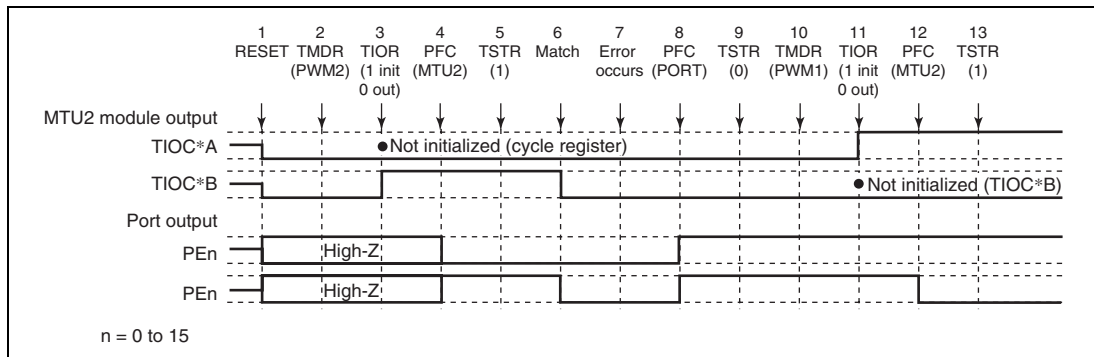 1 2 3 4 5 6 7 8 9 10 11 12 13
RESET TMDR TIOR PFC TSTR Match Error PFC TSTR TMDR TIOR PFC TSTR
(PWM2) (1 init (MTU2) (1) occurs (PORT) (0) (PWM1) (1 init (MTU2) (1)
0 out) 0 out)
MTU2 module output
TIOC*A ●Not initialized (cycle register)
TIOC*B ●Not initialized (TIOC*B)
Port output
PEn High-Z
PEn High-Z
n = 0 to 15